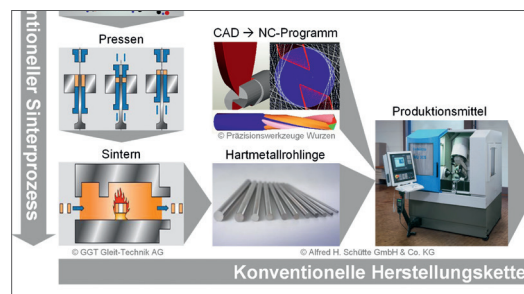 ntioneller Sinterprozess
Pressen
Sintern
© GGT Gleit-Technik AG
CAD → NC-Programm
© Präzisionswerkzeuge Wurzen
Hartmetallrohlinge
© Alfred H. Schütte GmbH & Co. KG
Produktionsmittel
Konventionelle Herstellungskette